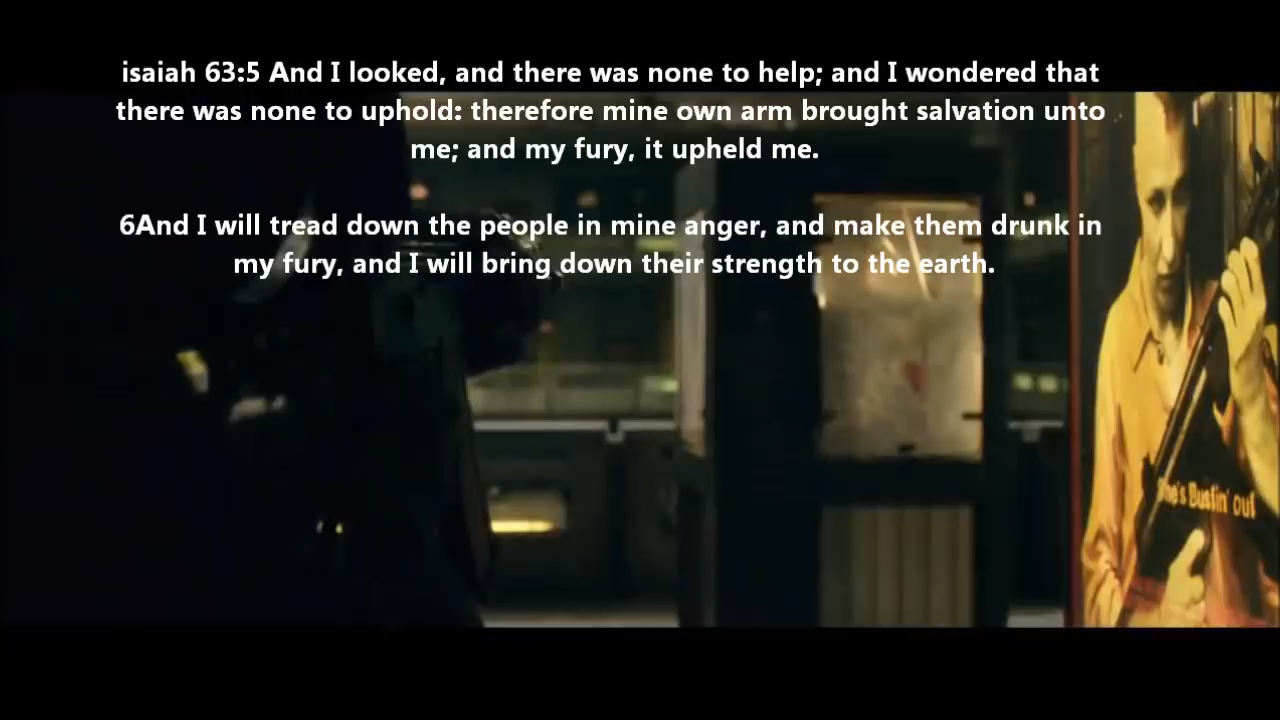 isaiah 63:5 And I looked, and there was none to help; and I wondered that
there was none to uphold: therefore mine own arm brought salvation unto
me; and my fury, it upheld me.
6And I will tread down the people in mine anger, and make them drunk in
my fury, and I will bring down their strength to the earth.
She's Bustin' out